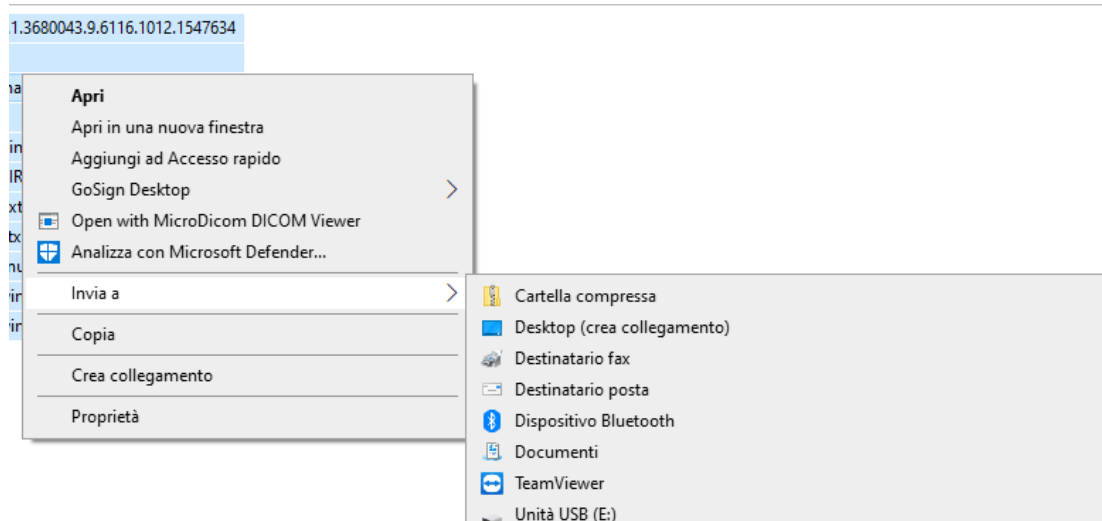 .1.3680043.9.6116.1012.1547634
Apri
Apri in una nuova finestra
Aggiungi ad Accesso rapido
GoSign Desktop
Open with MicroDicom DICOM Viewer
Analizza con Microsoft Defender...
Invia a
Copia
Crea collegamento
Proprietà
Cartella compressa
Desktop (crea collegamento)
Destinatario fax
Destinatario posta
Dispositivo Bluetooth
Documenti
TeamViewer
Unità USB (E:)